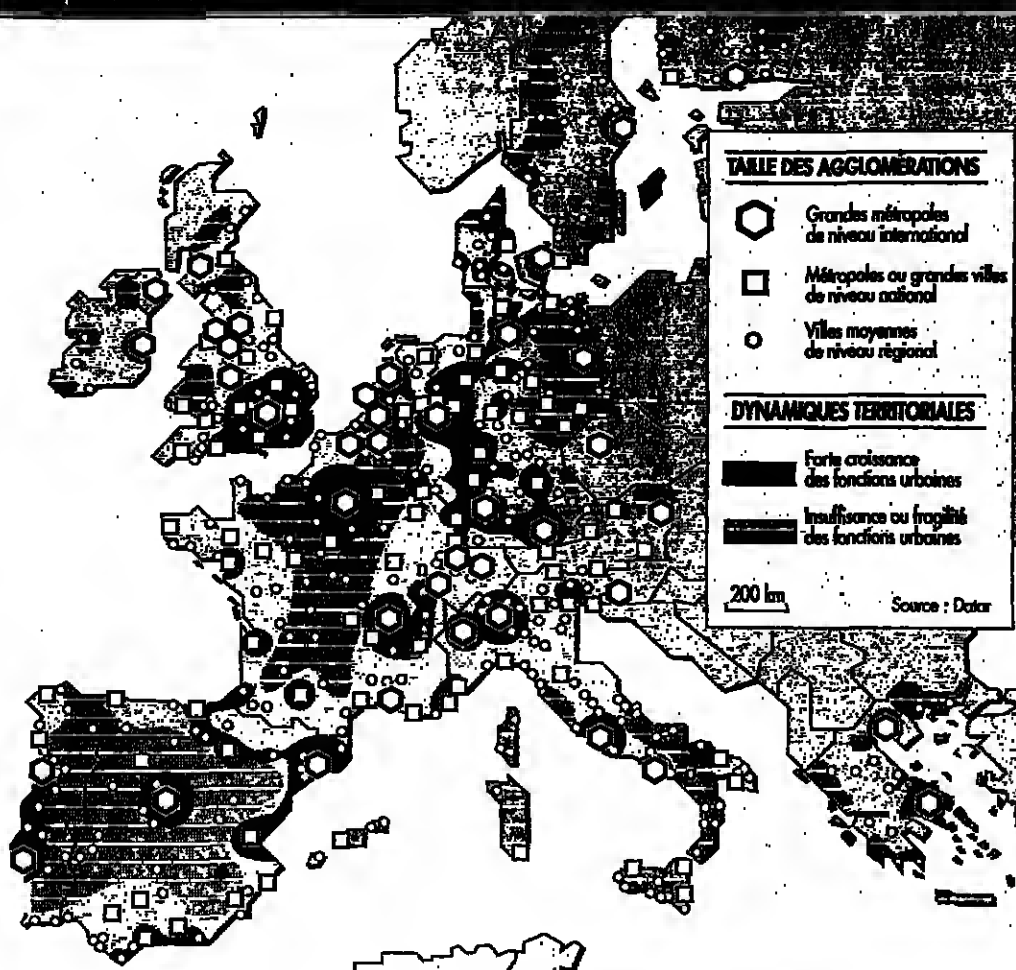 TAILLE DES AGGLOMÉRATIONS
Grandes métropoles
de niveau international
Métropoles ou grandes villes
de niveau national
Villes moyennes
de niveau régional
DYNAMIQUES TERRITORIALES
Forte croissance
des fonctions urbaines
Insuffisance ou fragilité
des fonctions urbaines
200 km
Source : Datar